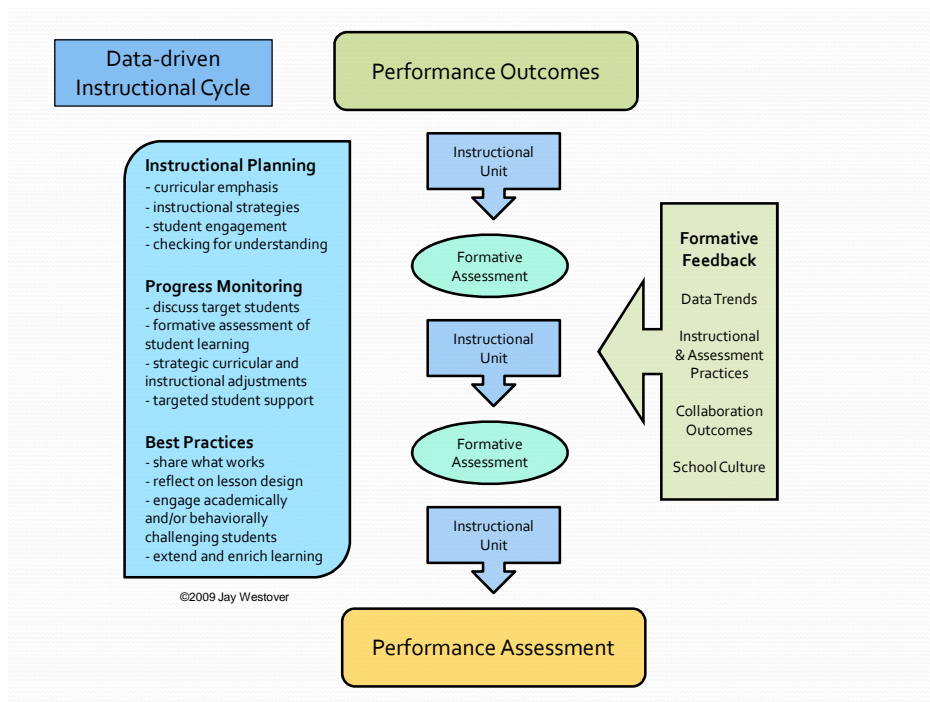 Data-driven
Instructional Cycle
Performance Outcomes
Instructional Planning
- curricular emphasis
- instructional strategies
- student engagement
- checking for understanding
Progress Monitoring
- discuss target students
- formative assessment of
student learning
- strategic curricular and
instructional adjustments
- targeted student support
Best Practices
- share what works
- reflect on lesson design
- engage academically
and/or behaviorally
challenging students
- extend and enrich learning
©2009 Jay Westover
Instructional
Unit
Formative
Assessment
Instructional
Unit
Formative
Assessment
Instructional
Unit
Formative
Feedback
Data Trends
Instructional
& Assessment
Practices
Collaboration
Outcomes
School Culture
Performance Assessment